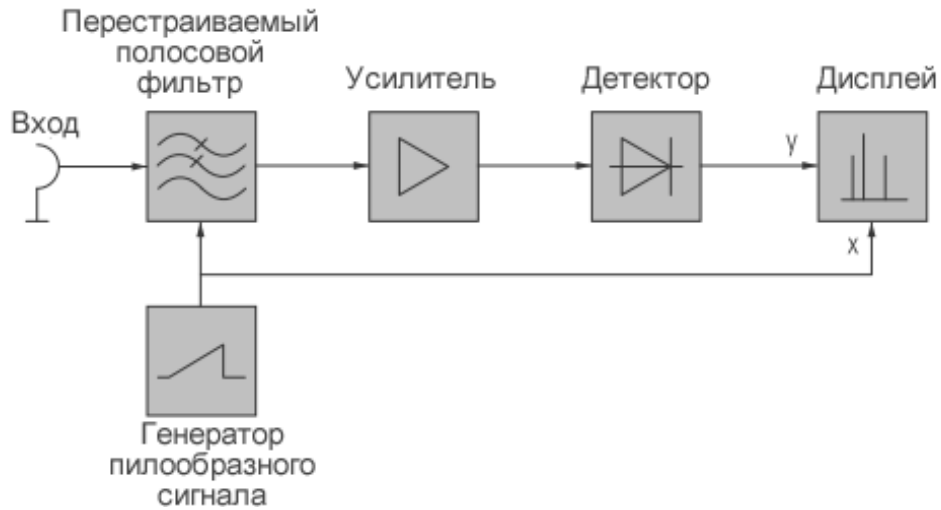 Перестраиваемый
полосовой
фильтр
Усилитель
Детектор
Дисплей
Вход
y
x
Генератор
пилообразного
сигнала